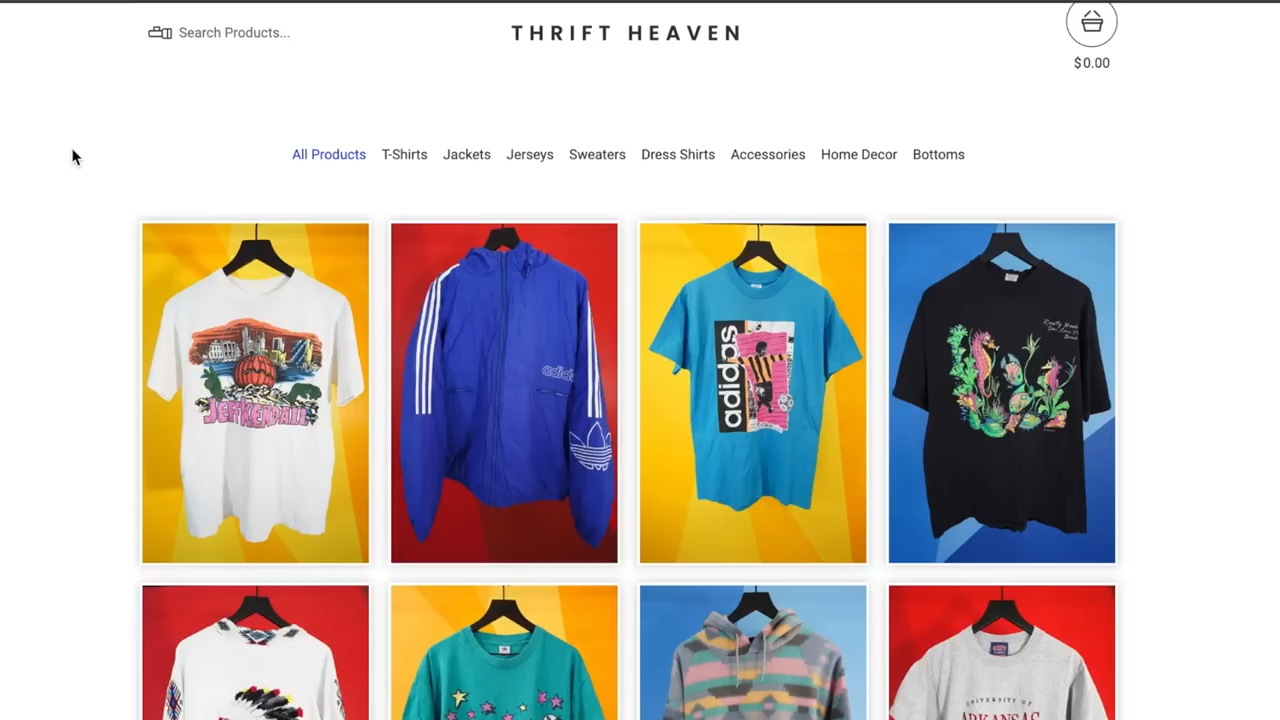 Search Products...
THRIFT HEAVEN
$0.00
All Products T-Shirts Jackets Jerseys Sweaters Dress Shirts Accessories Home Decor Bottoms
JEFF KENDALL
adidas
adidas
UNIVERSITY OF
ARKANSAS